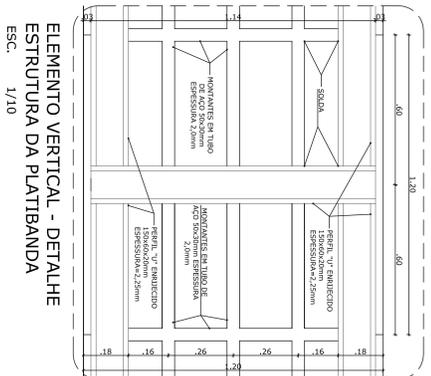 .03
1.14
.03
MONTANTES EM TUBO
DE AÇO 50x30mm
ESPESSURA 2,0mm
SOLDA
.60
1.20
.60
PERFIL "U" ENRIJECIDO
150x60x20mm
ESPESSURA=2,25mm
MONTANTES EM TUBO DE
AÇO 50x30mm ESPESSURA
2,0mm
PERFIL "U" ENRIJECIDO
150x60x20mm
ESPESSURA=2,25mm
.18
.16
.26
.26
.16
.18
1.20
ELEMENTO VERTICAL - DETALHE
ESTRUTURA DA PLATIBANDA
ESC. 1/10